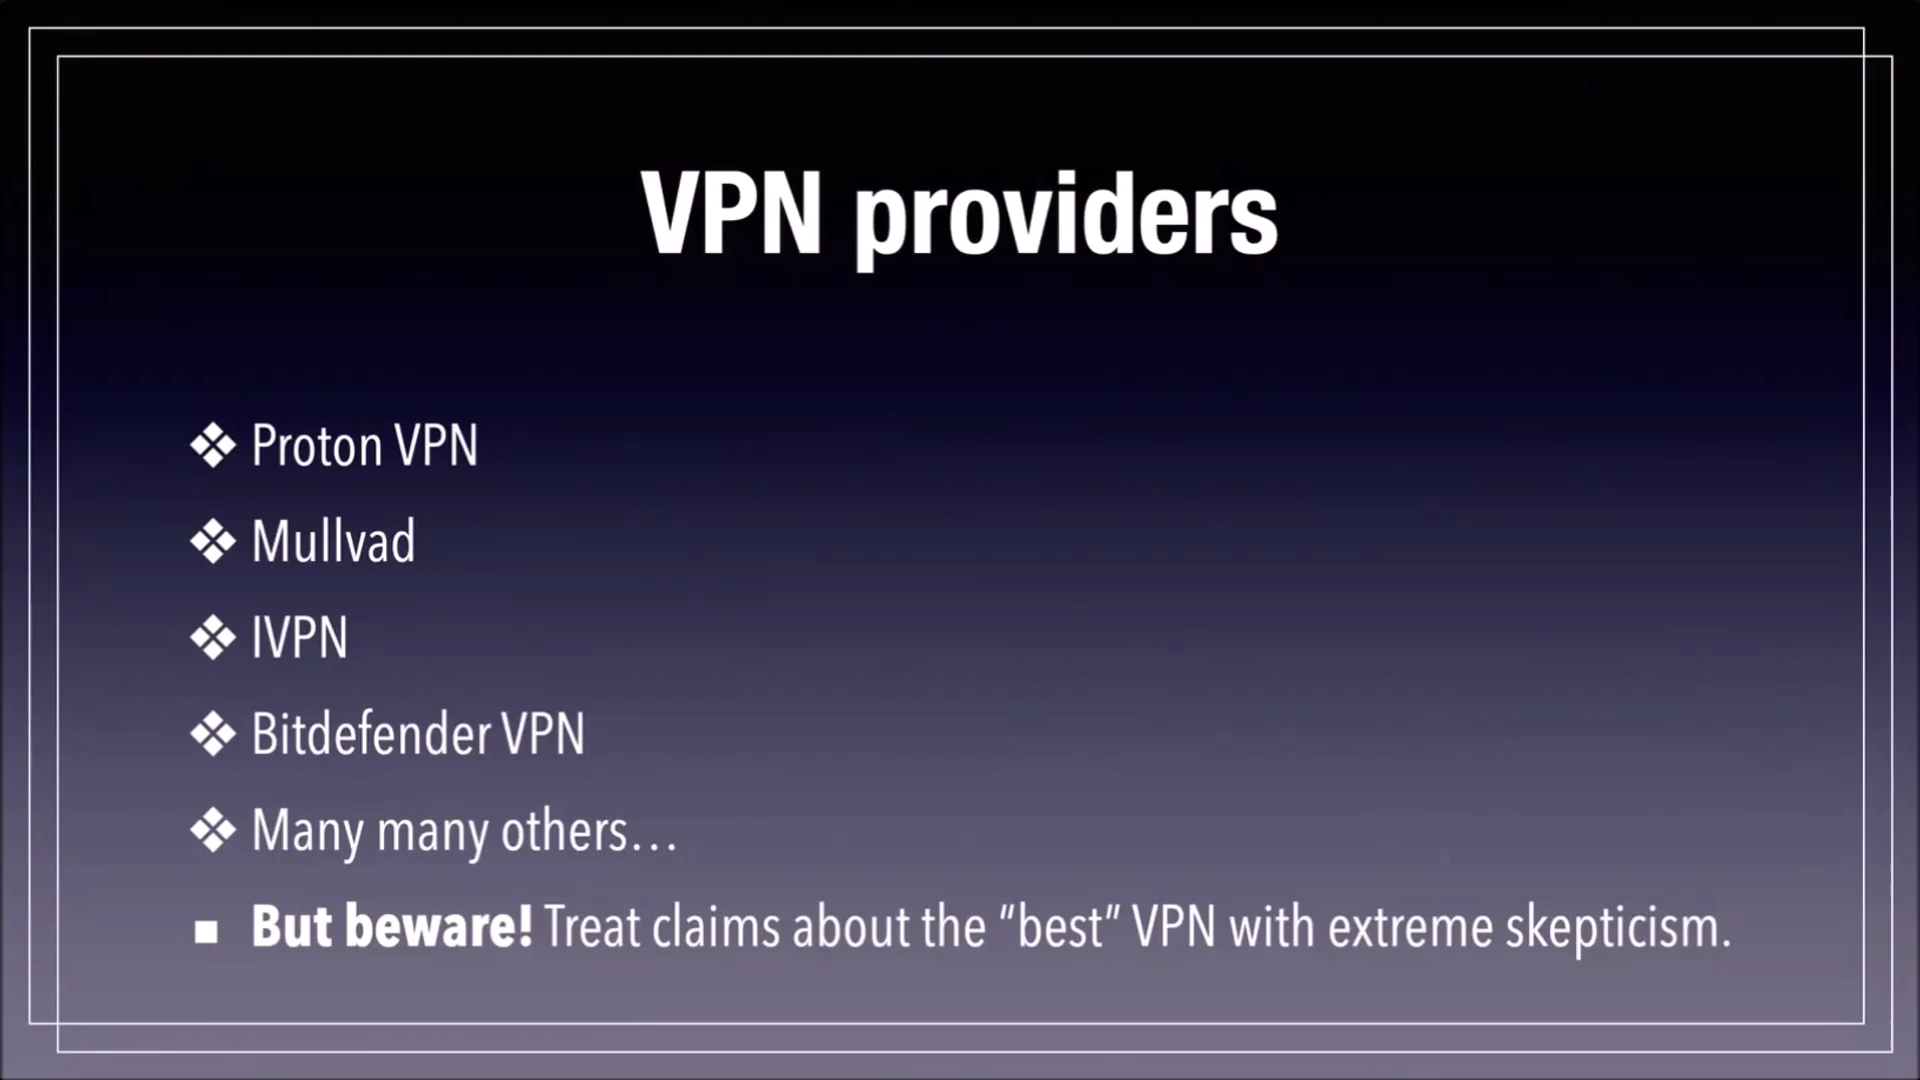 VPN providers
❖ Proton VPN
❖ Mullvad
❖ IVPN
❖ Bitdefender VPN
❖ Many many others…
▪ But beware! Treat claims about the “best” VPN with extreme skepticism.